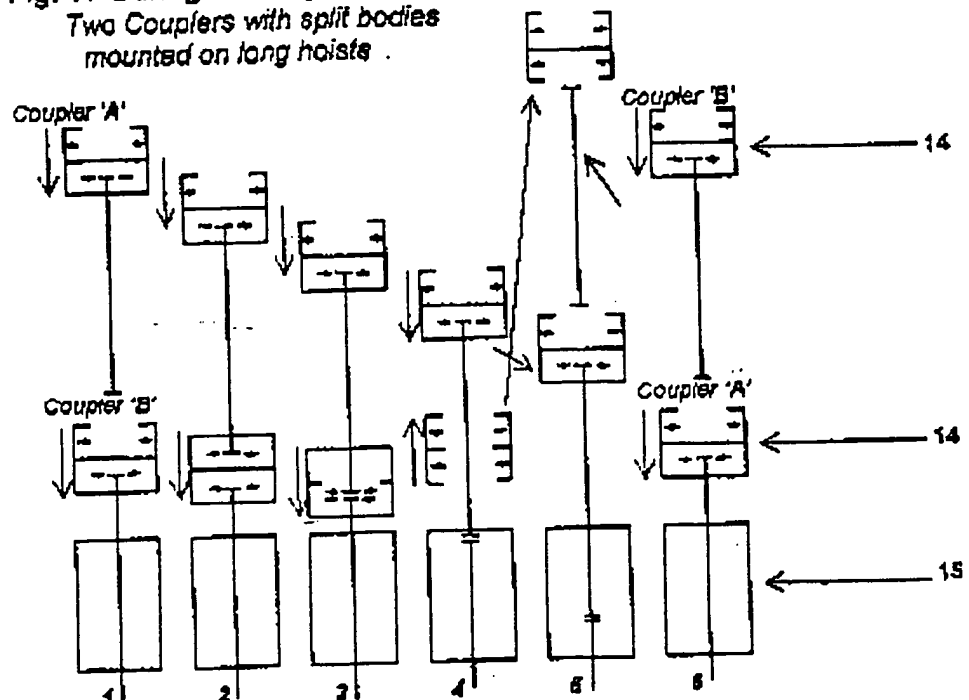 Two Couplers with split bodies
mounted on long hoists .
Coupler 'A'
Coupler 'B'
14
Coupler 'B'
Coupler 'A'
14
15
1
2
3
4
5
6